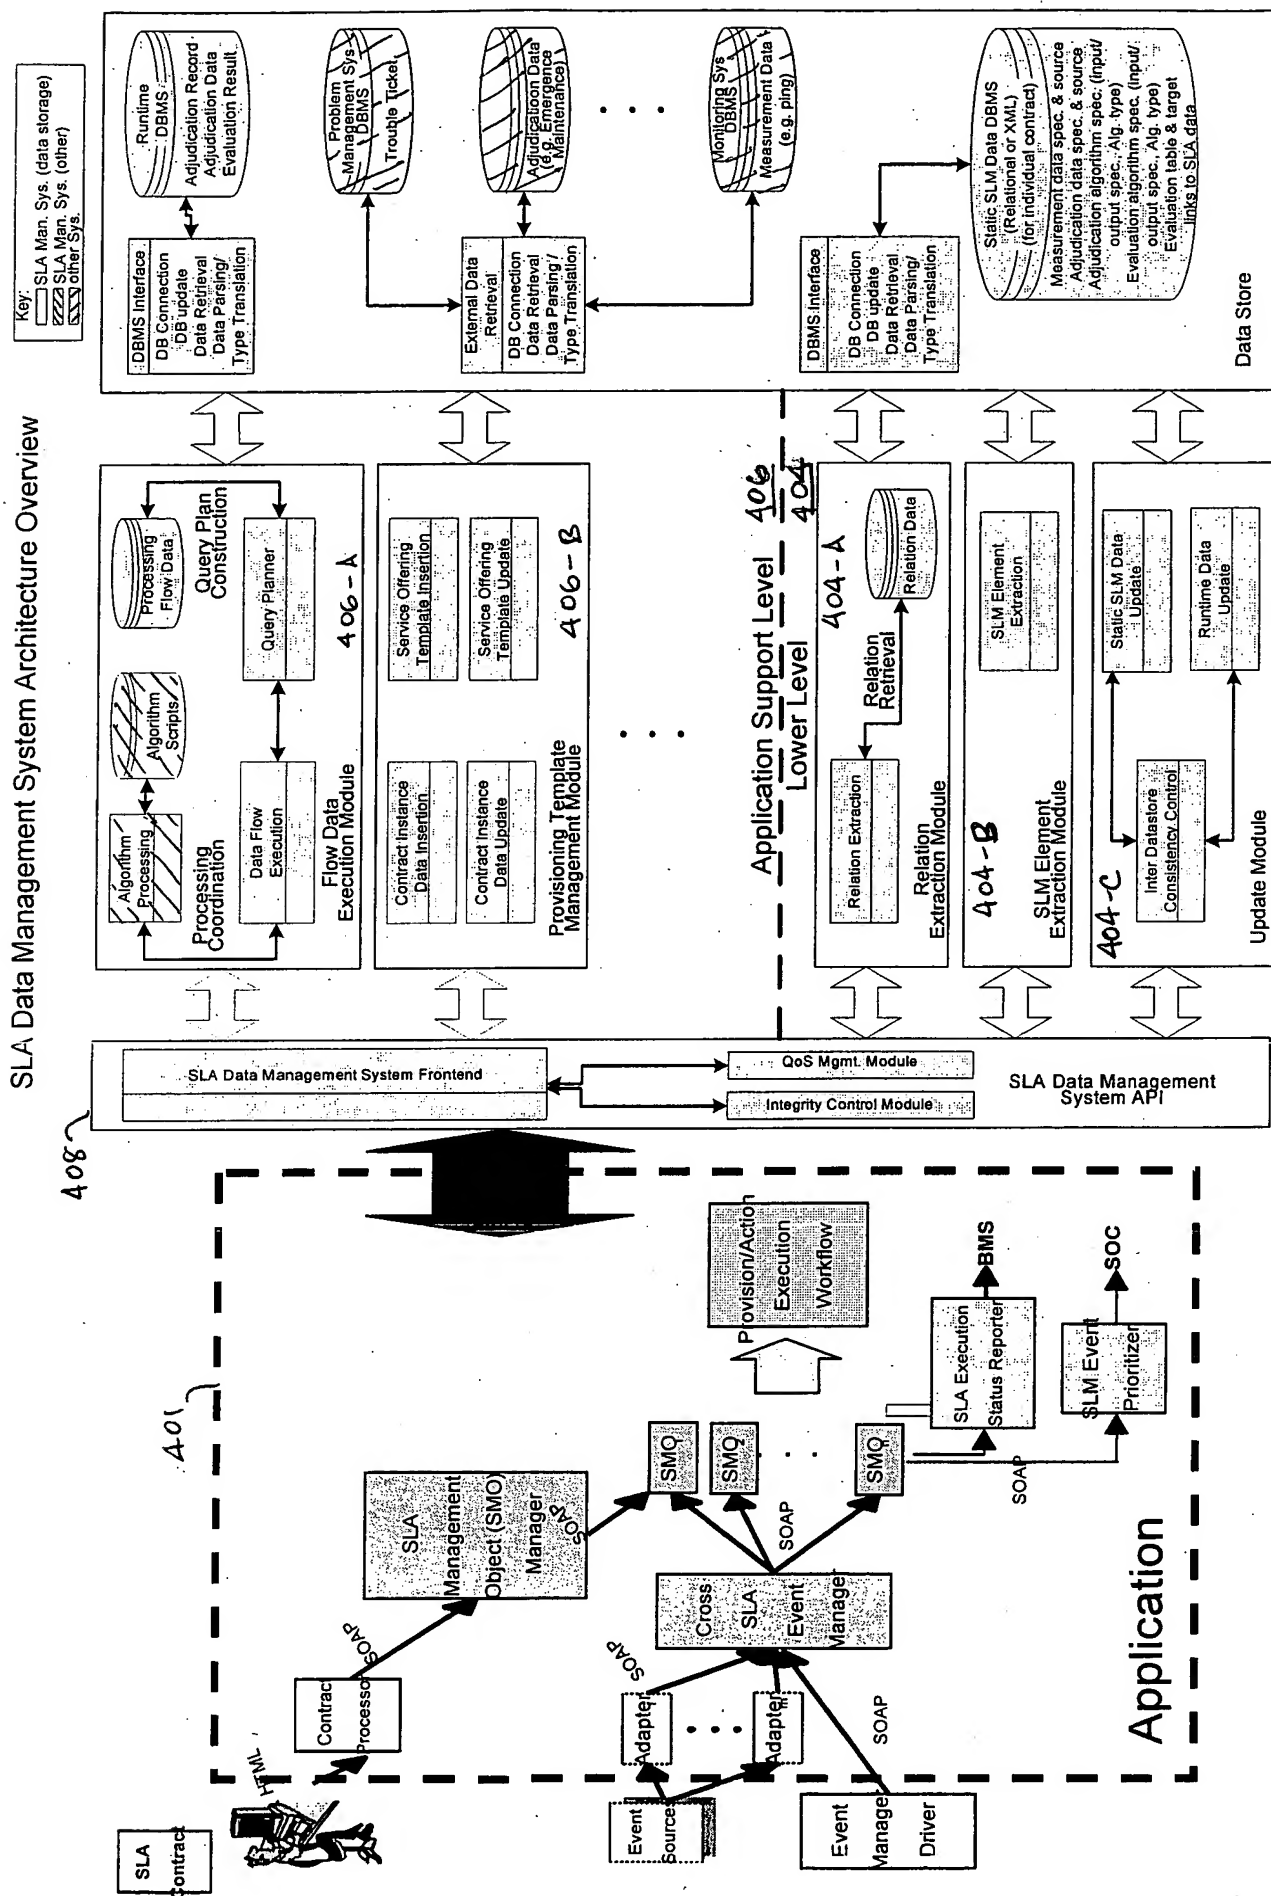 SLA Data Management System Architecture Overview
Key:
SLA Man. Sys. (data storage)
SLA Man. Sys. (other)
other Sys.
SLA
Contract
HTML
Contract
Processor
SOAP
SLA
Management
Object (SMO)
Manager
SOAP
401
Event
Sources
Adapter
Adapter
SOAP
Event
Manager
Driver
SOAP
Cross
SLA
Event
Manager
SOAP
SMO
SMO
SMO
SOAP
Provision/Action
Execution
Workflow
SLA Execution
Status Reporter
BMS
SLM Event
Prioritizer
SOC
Application
408
SLA Data Management System Frontend
QoS Mgmt. Module
Integrity Control Module
SLA Data Management
System API
Algorithm
Processing
Algorithm
Scripts
Processing
Flow Data
Processing
Coordination
Query Plan
Construction
Data Flow
Execution
Query Planner
Flow Data
Execution Module
406-A
Contract Instance
Data Insertion
Service Offering
Template Insertion
Contract Instance
Data Update
Service Offering
Template Update
Provisioning Template
Management Module
406-B
Application Support Level
406
Lower Level
404
Relation Extraction
Relation
Retrieval
Relation Data
404-A
Relation
Extraction Module
404-B
SLM Element
Extraction
SLM Element
Extraction Module
404-C
Inter Datastore
Consistency Control
Static SLM Data
Update
Runtime Data
Update
Update Module
DBMS Interface
DB Connection
DB update
Data Retrieval
Data Parsing/
Type Translation
Runtime
DBMS
Adjudication Record
Adjudication Data
Evaluation Result
Problem
Management Sys
DBMS
Trouble Ticket
External Data
Retrieval
DB Connection
Data Retrieval
Data Parsing /
Type Translation
Adjudicatioon Data
(e.g. Emergence
Maintenance)
Monitoring Sys
DBMS
Measurement Data
(e.g. ping)
DBMS Interface
DB Connection
DB update
Data Retrieval
Data Parsing/
Type Translation
Static SLM Data DBMS
(Relational or XML)
(for individual contract)
Measurement data spec. & source
Adjudication data spec. & source
Adjudication algorithm spec. (input/
output spec., Alg. type)
Evaluation algorithm spec. (input/
output spec., Alg. type)
Evaluation table & target
links to SLA data
Data Store